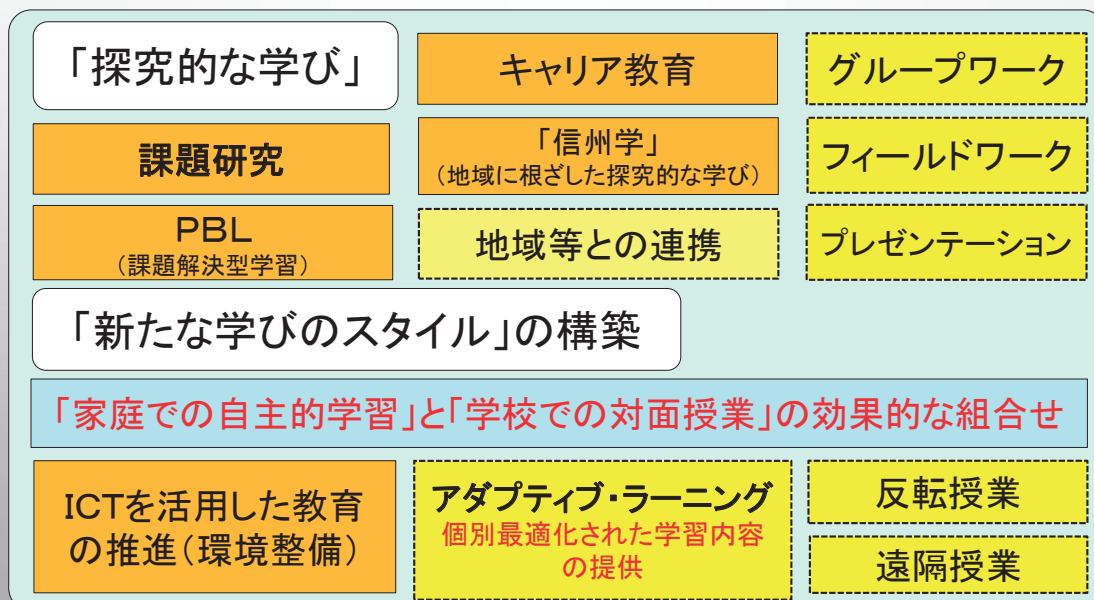 「探究的な学び」
キャリア教育
グループワーク
課題研究
「信州学」
（地域に根ざした探究的な学び）
フィールドワーク
ＰＢＬ
（課題解決型学習）
地域等との連携
プレゼンテーション
「新たな学びのスタイル」の構築
「家庭での自主的学習」と「学校での対面授業」の効果的な組合せ
ＩＣＴを活用した教育
の推進（環境整備）
アダプティブ・ラーニング
個別最適化された学習内容
の提供
反転授業
遠隔授業